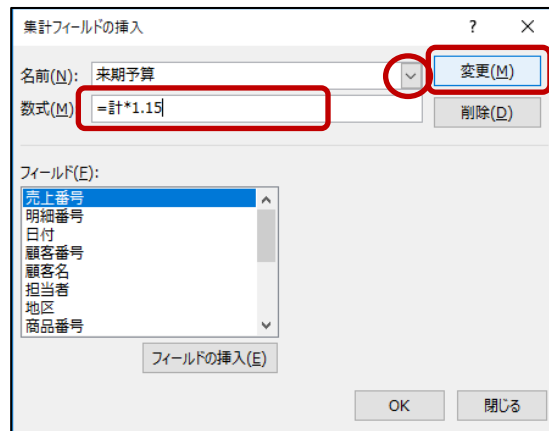 集計フィールドの挿入 ? ×
名前(N): 来期予算 変更(M)
数式(M) =計*1.15 削除(D)
フィールド(F):
売上番号
明細番号
日付
顧客番号
顧客名
担当者
地区
商品番号
フィールドの挿入(E)
OK 閉じる